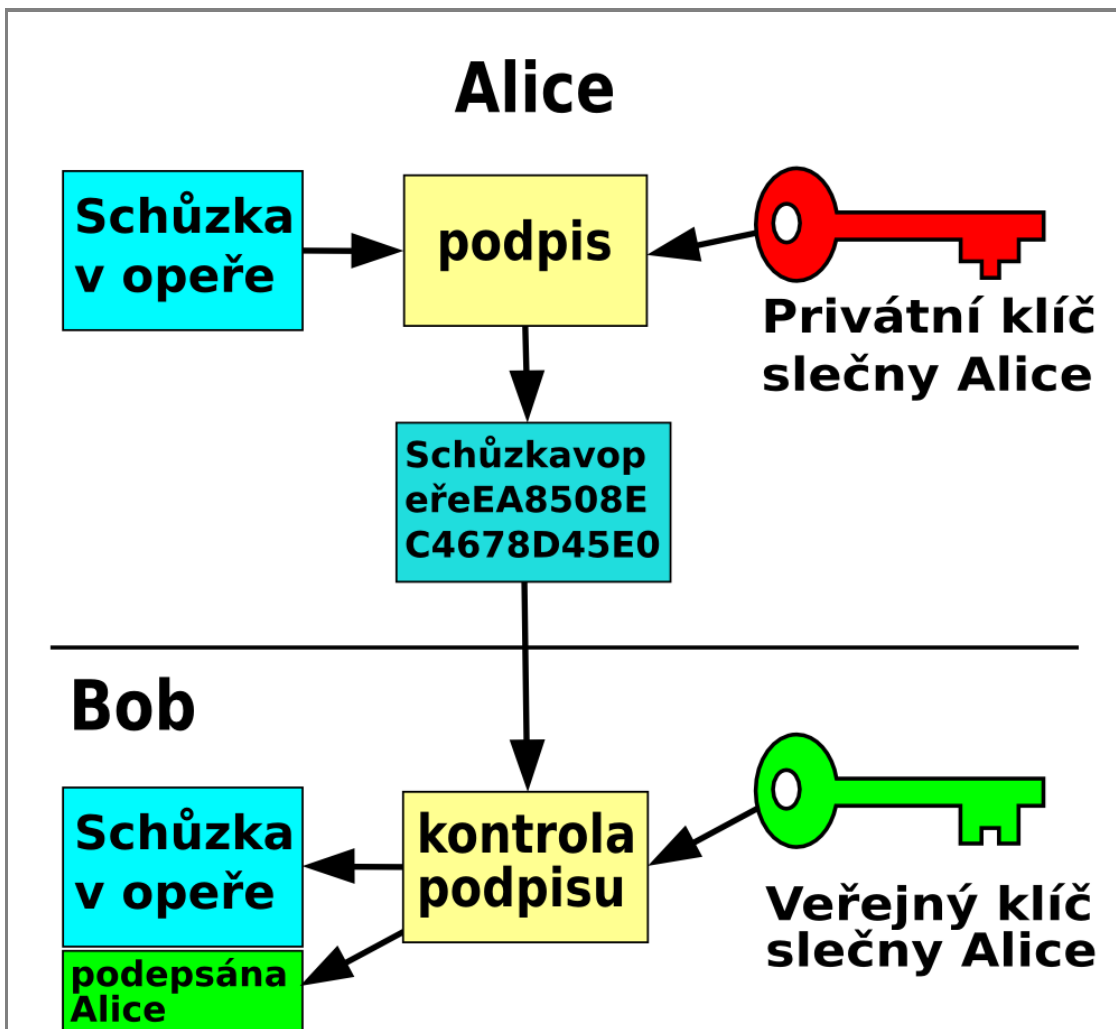 Alice
Schůzka
v opeře
podpis
Privátní klíč
slečny Alice
Schůzkavop
eřeEA8508E
C4678D45E0
Bob
Schůzka
v opeře
kontrola
podpisu
Veřejný klíč
slečny Alice
podepsána
Alice